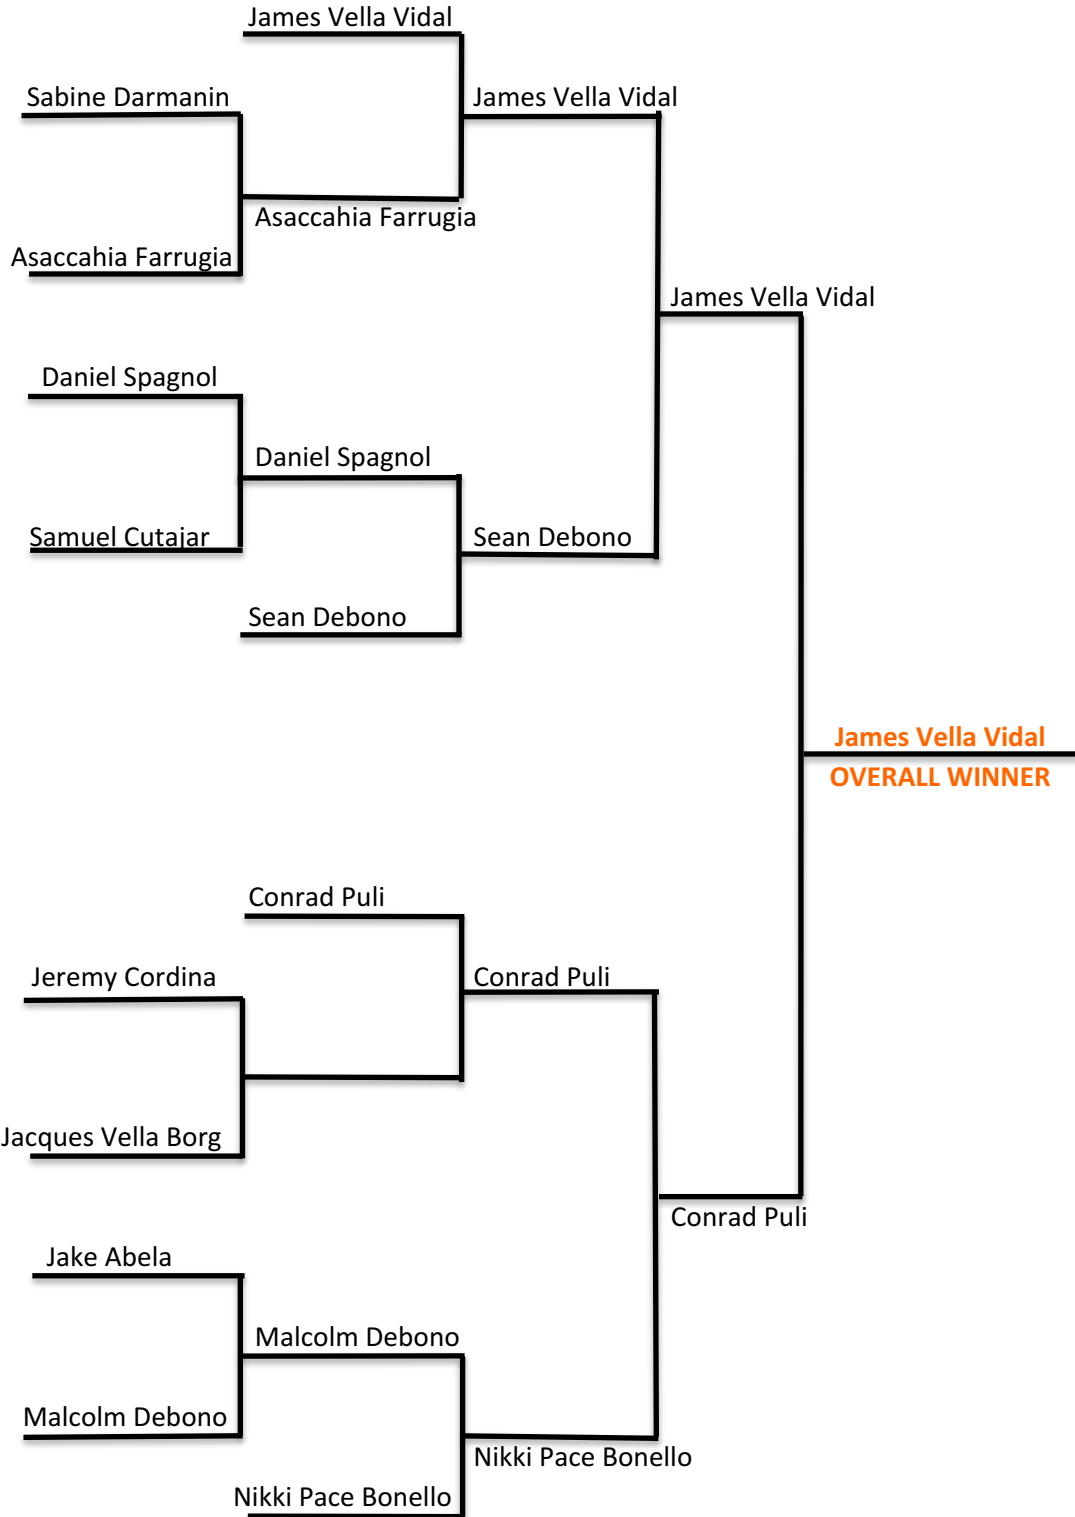 James Vella Vidal
Sabine Darmanin
James Vella Vidal
Asaccahia Farrugia
Asaccahia Farrugia
James Vella Vidal
Daniel Spagnol
Daniel Spagnol
Samuel Cutajar
Sean Debono
Sean Debono
James Vella Vidal
OVERALL WINNER
Conrad Puli
Jeremy Cordina
Conrad Puli
Jacques Vella Borg
Conrad Puli
Jake Abela
Malcolm Debono
Malcolm Debono
Nikki Pace Bonello
Nikki Pace Bonello